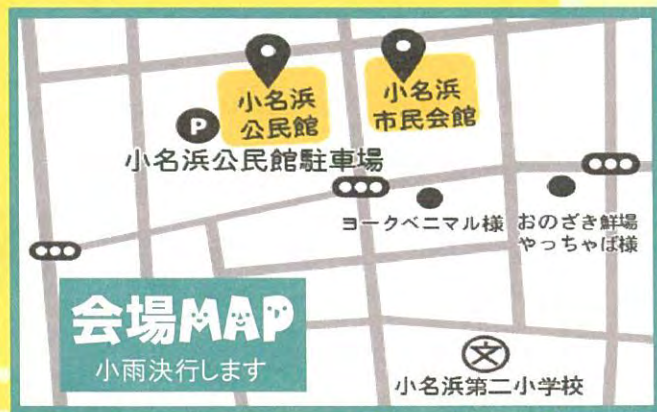 小名浜
公民館
小名浜
市民会館
P
小名浜公民館駐車場
ヨークベニマル様
おのざき鮮場
やっちゃば様
会場MAP
小雨決行します
文
小名浜第二小学校